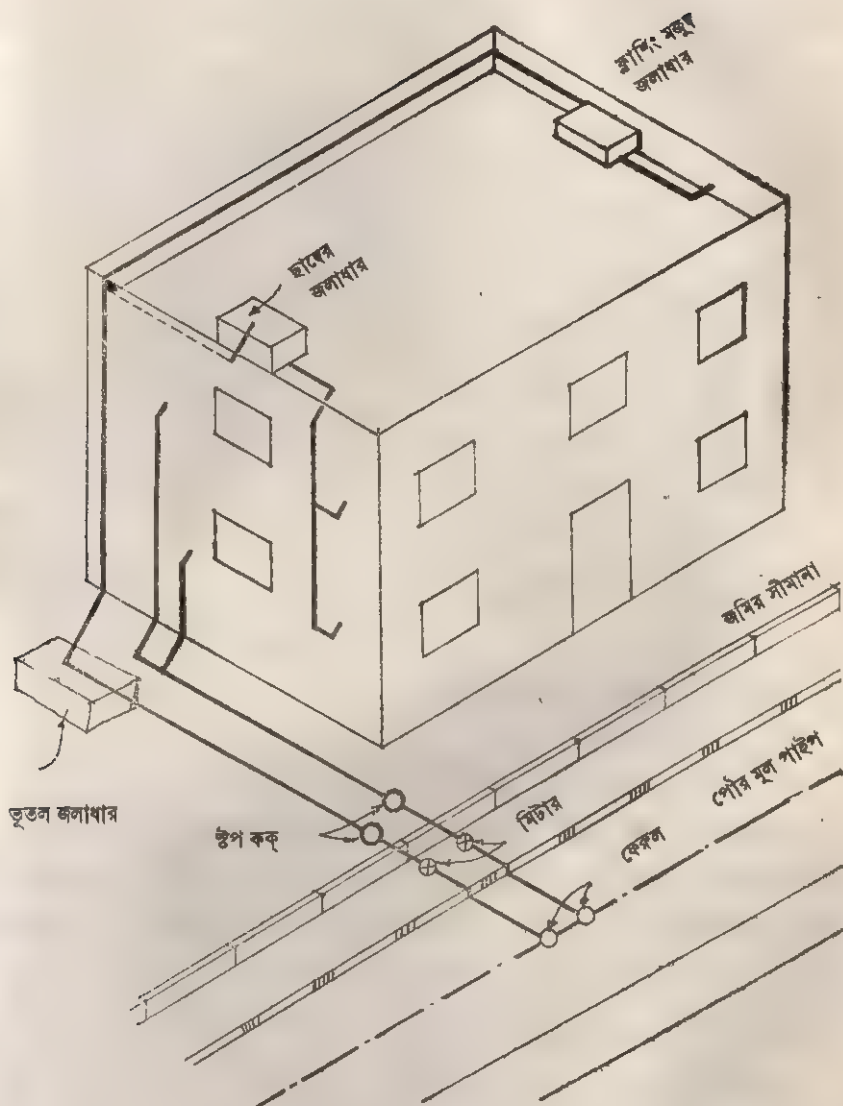 ফ্লাশিং মজুত
জলাধার
ছাদের
জলাধার
জমির সীমানা
ভূতল জলাধার
স্টপ কক্
মিটার
ফেরুল
পৌর মূল পাইপ